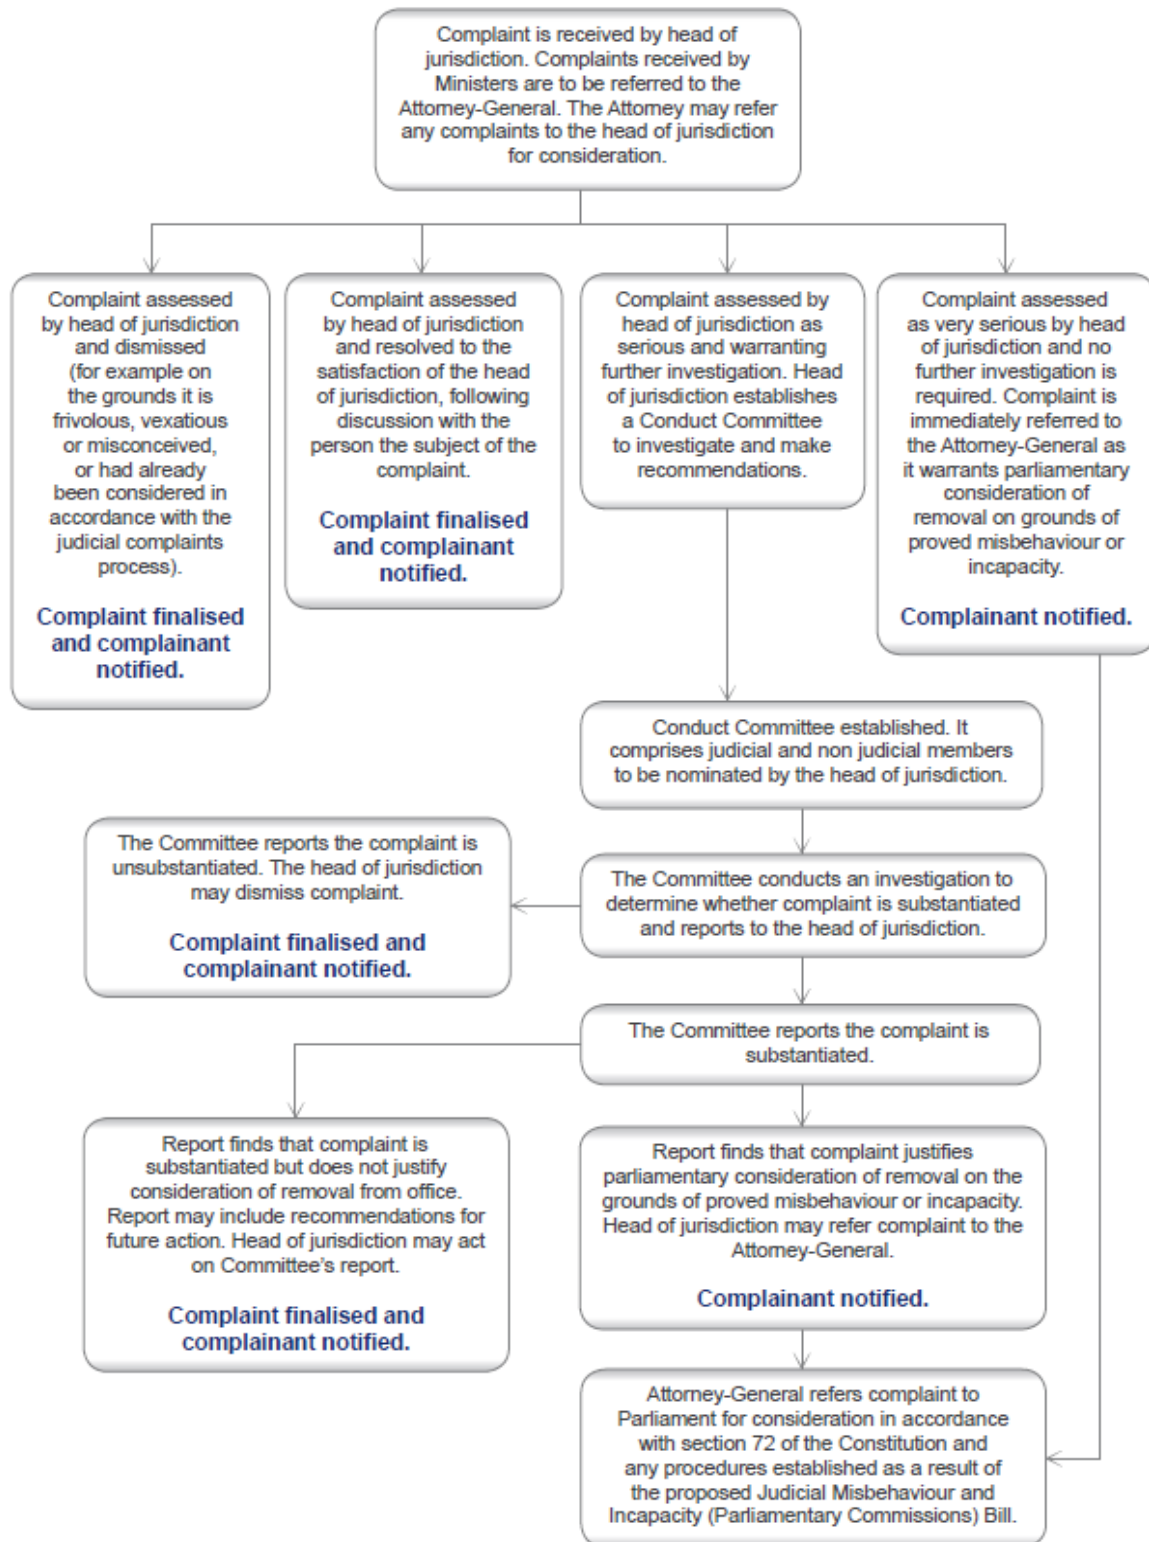 Complaint is received by head of
jurisdiction. Complaints received by
Ministers are to be referred to the
Attorney-General. The Attorney may refer
any complaints to the head of jurisdiction
for consideration.
Complaint assessed
by head of jurisdiction
and dismissed
(for example on
the grounds it is
frivolous, vexatious
or misconceived,
or had already
been considered in
accordance with the
judicial complaints
process).
Complaint finalised
and complainant
notified.
Complaint assessed
by head of jurisdiction
and resolved to the
satisfaction of the head
of jurisdiction, following
discussion with the
person the subject of the
complaint.
Complaint finalised
and complainant
notified.
Complaint assessed by
head of jurisdiction as
serious and warranting
further investigation. Head
of jurisdiction establishes
a Conduct Committee
to investigate and make
recommendations.
Complaint assessed
as very serious by head
of jurisdiction and no
further investigation is
required. Complaint is
immediately referred to
the Attorney-General as
it warrants parliamentary
consideration of
removal on grounds of
proved misbehaviour or
incapacity.
Complainant notified.
Conduct Committee established. It
comprises judicial and non judicial members
to be nominated by the head of jurisdiction.
The Committee reports the complaint is
unsubstantiated. The head of jurisdiction
may dismiss complaint.
Complaint finalised and
complainant notified.
The Committee conducts an investigation to
determine whether complaint is substantiated
and reports to the head of jurisdiction.
The Committee reports the complaint is
substantiated.
Report finds that complaint is
substantiated but does not justify
consideration of removal from office.
Report may include recommendations for
future action. Head of jurisdiction may act
on Committee's report.
Complaint finalised and
complainant notified.
Report finds that complaint justifies
parliamentary consideration of removal on the
grounds of proved misbehaviour or incapacity.
Head of jurisdiction may refer complaint to the
Attorney-General.
Complainant notified.
Attorney-General refers complaint to
Parliament for consideration in accordance
with section 72 of the Constitution and
any procedures established as a result of
the proposed Judicial Misbehaviour and
Incapacity (Parliamentary Commissions) Bill.